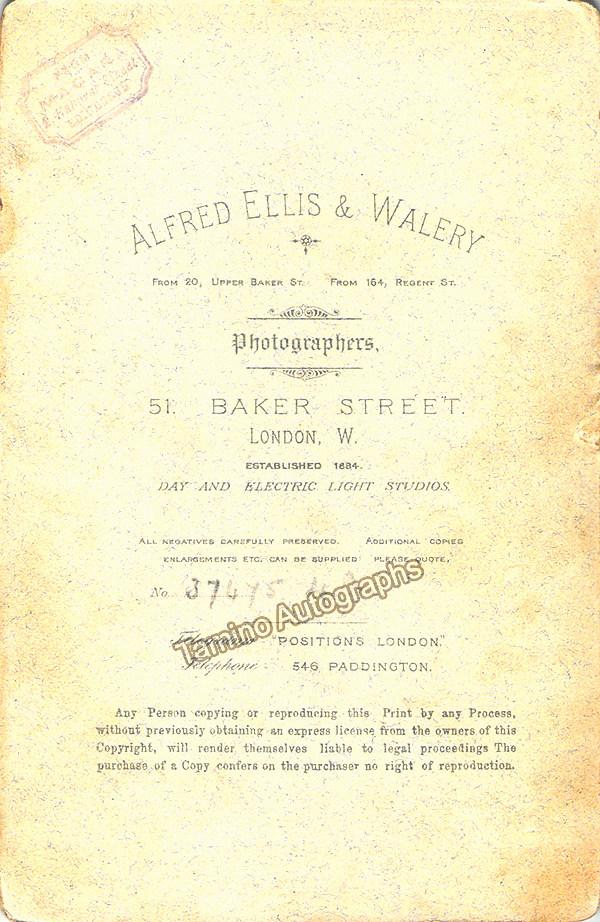 FROM
ALFRED ELLIS & WALERY
FROM 20, UPPER BAKER ST. FROM 164, REGENT ST.
Photographers,
51. BAKER STREET.
LONDON, W.
ESTABLISHED 1884.
DAY AND ELECTRIC LIGHT STUDIOS.
ALL NEGATIVES CAREFULLY PRESERVED. ADDITIONAL COPIES
ENLARGEMENTS ETC. CAN BE SUPPLIED PLEASE QUOTE,
No. 37475
Tamino Autographs
Telegrams "POSITIONS LONDON."
Telephone 546 PADDINGTON.
Any Person copying or reproducing this Print by any Process,
without previously obtaining an express license from the owners of this
Copyright, will render themselves liable to legal proceedings The
purchase of a Copy confers on the purchaser no right of reproduction.